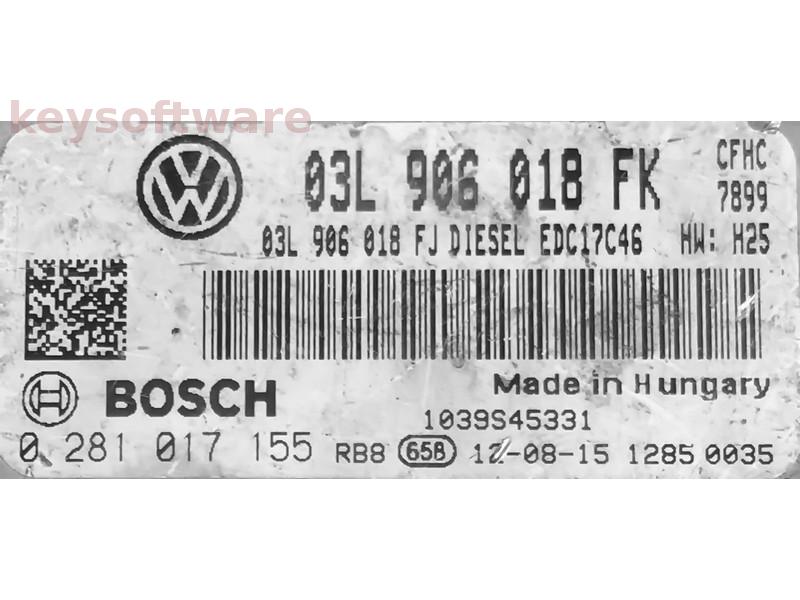 keysoftware
03L 906 018 FK
CFHC
7899
03L 906 018 FJ DIESEL EDC17C46 HW: H25
BOSCH
Made in Hungary
1039S45331
0 281 017 155 RB8 658 12-08-15 1285 0035